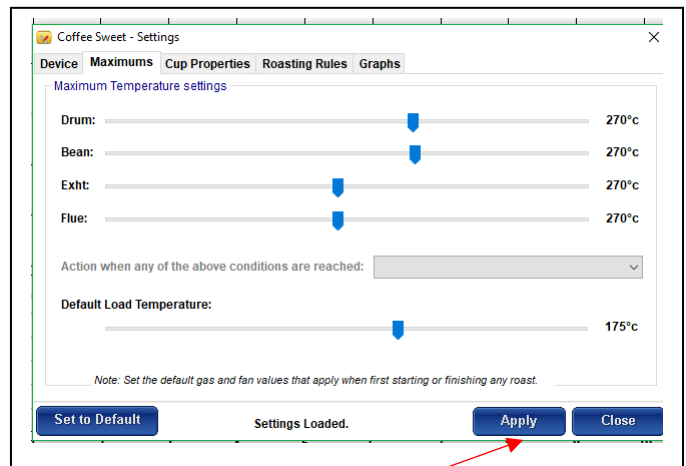 Coffee Sweet - Settings
Device Maximums Cup Properties Roasting Rules Graphs
Maximum Temperature settings
Drum: 270°c
Bean: 270°c
Exht: 270°c
Flue: 270°c
Action when any of the above conditions are reached:
Default Load Temperature:
175°c
Note: Set the default gas and fan values that apply when first starting or finishing any roast.
Set to Default Settings Loaded. Apply Close